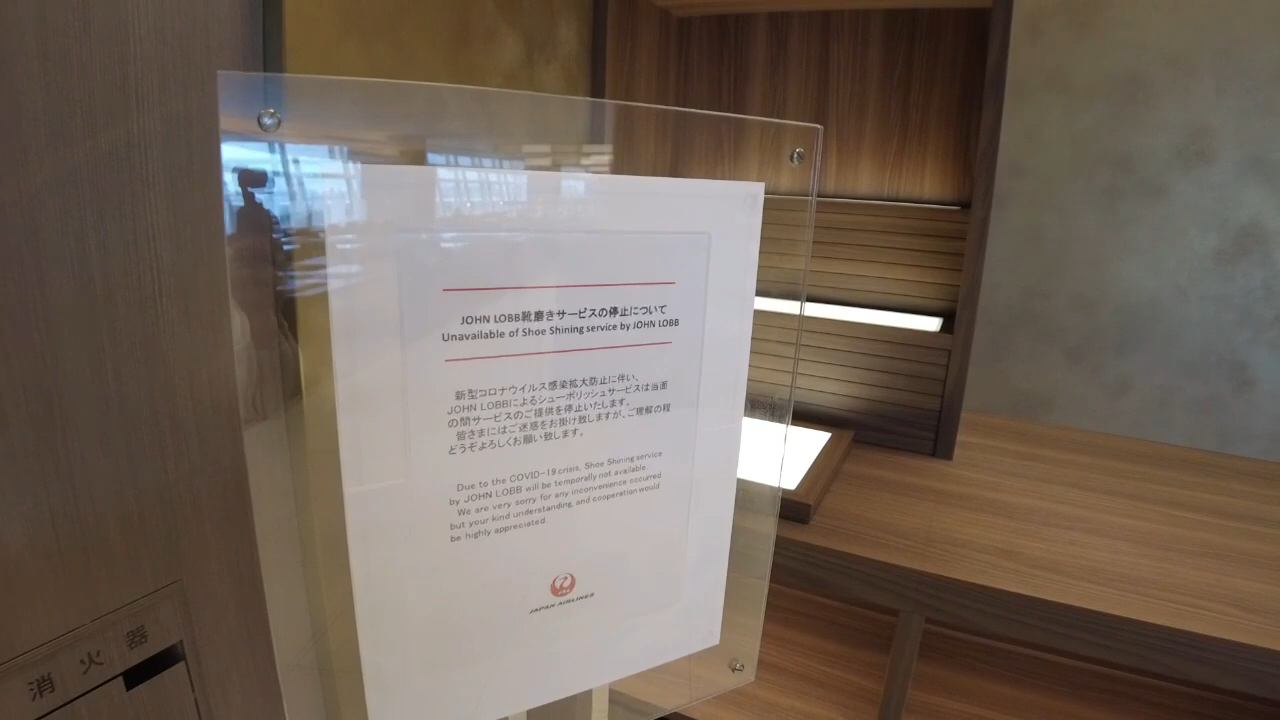 JOHN LOBB靴磨きサービスの停止について
Unavailable of Shoe Shining service by JOHN LOBB
新型コロナウイルス感染拡大防止に伴い、
JOHN LOBBによるシューポリッシュサービスは当面
の間サービスのご提供を停止いたします。
皆さまにはご迷惑をお掛け致しますが、ご理解の程
どうぞよろしくお願い致します。
Due to the COVID-19 crisis, Shoe Shining service
by JOHN LOBB will be temporally not available.
We are very sorry for any inconvenience occurred
but your kind understanding, and cooperation would
be highly appreciated.
JAPAN AIRLINES
消火器